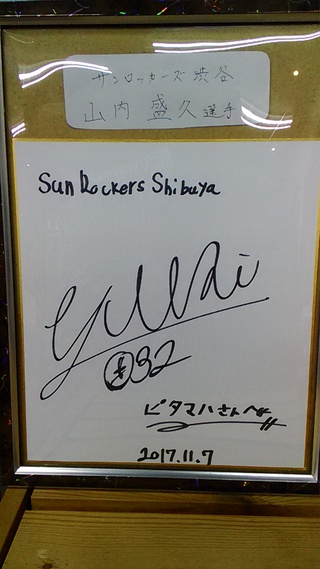 サンロッカーズ渋谷
山内 盛久選手
Sun Rockers Shibuya
#32
ピタマハさんへ
2017.11.7